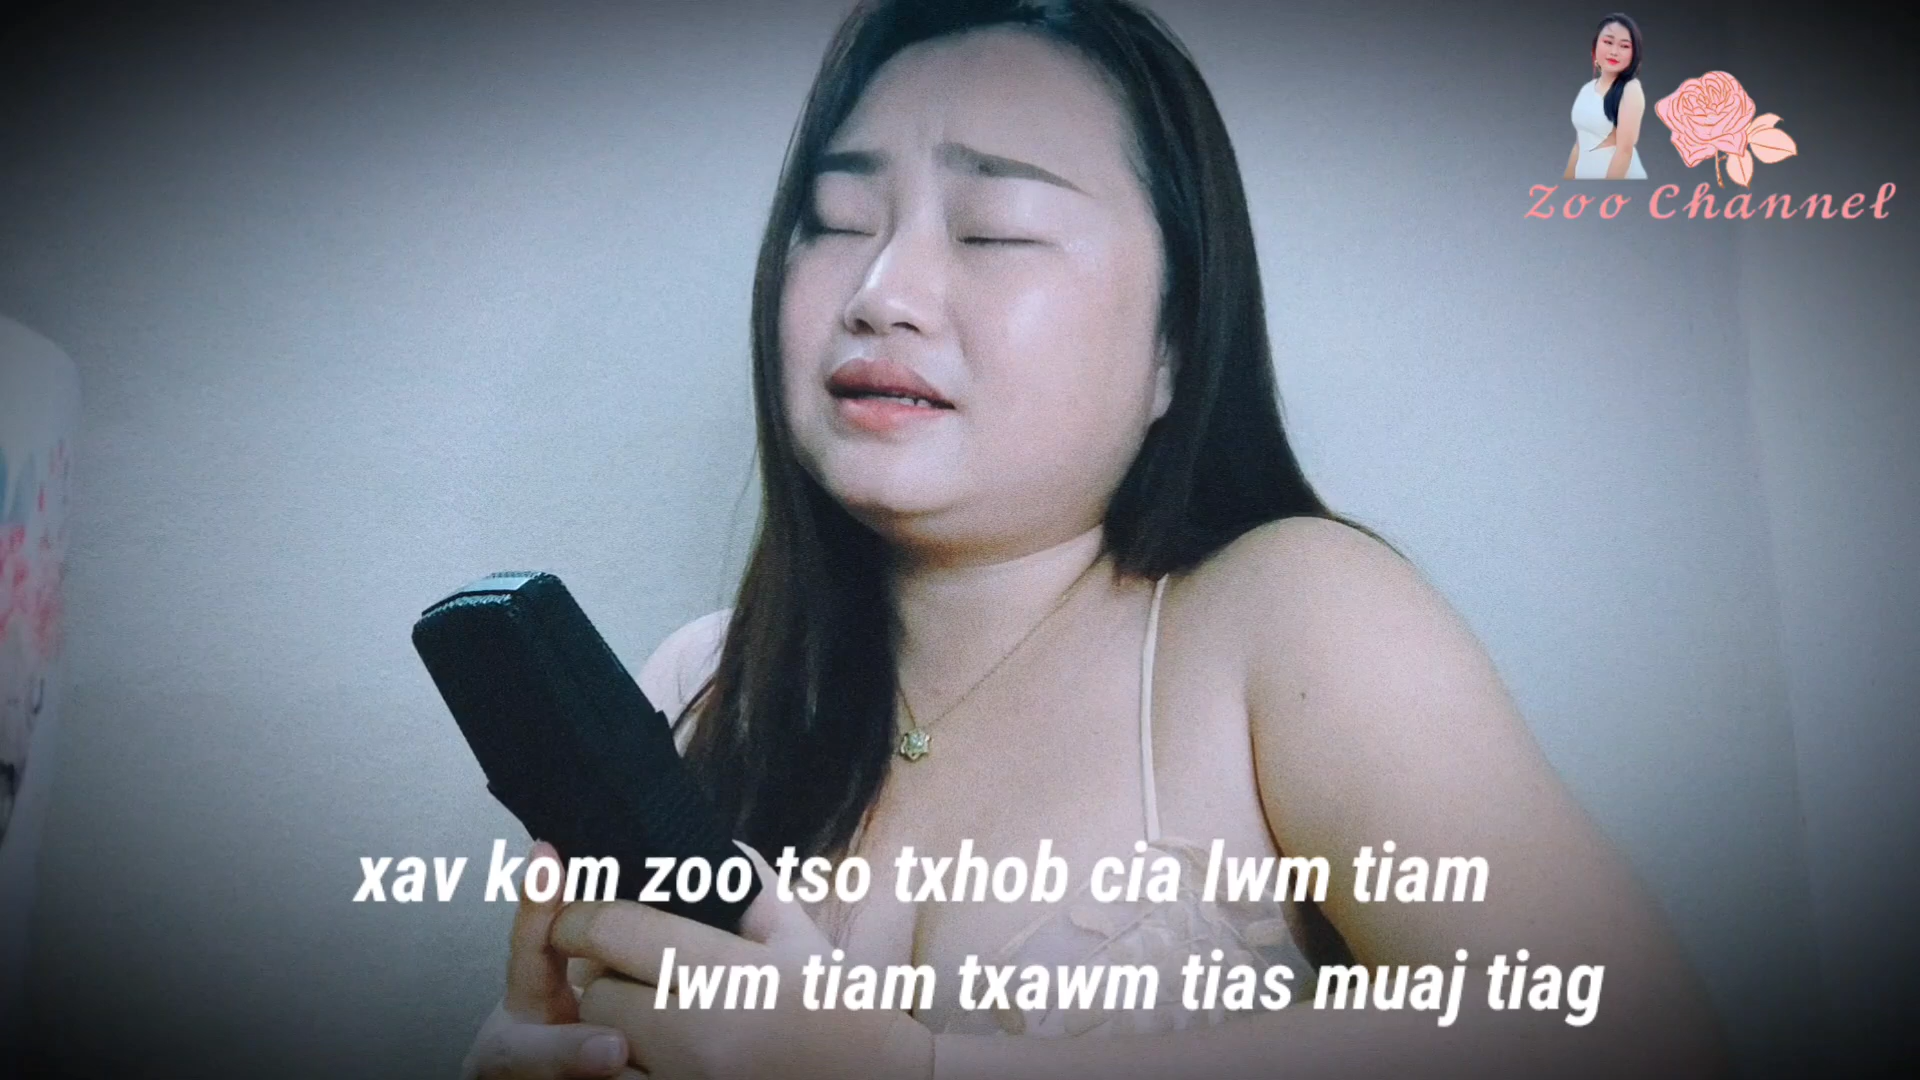 Zoo Channel
xav kom zoo tso txhob cia lwm tiam
lwm tiam txawm tias muaj tiag